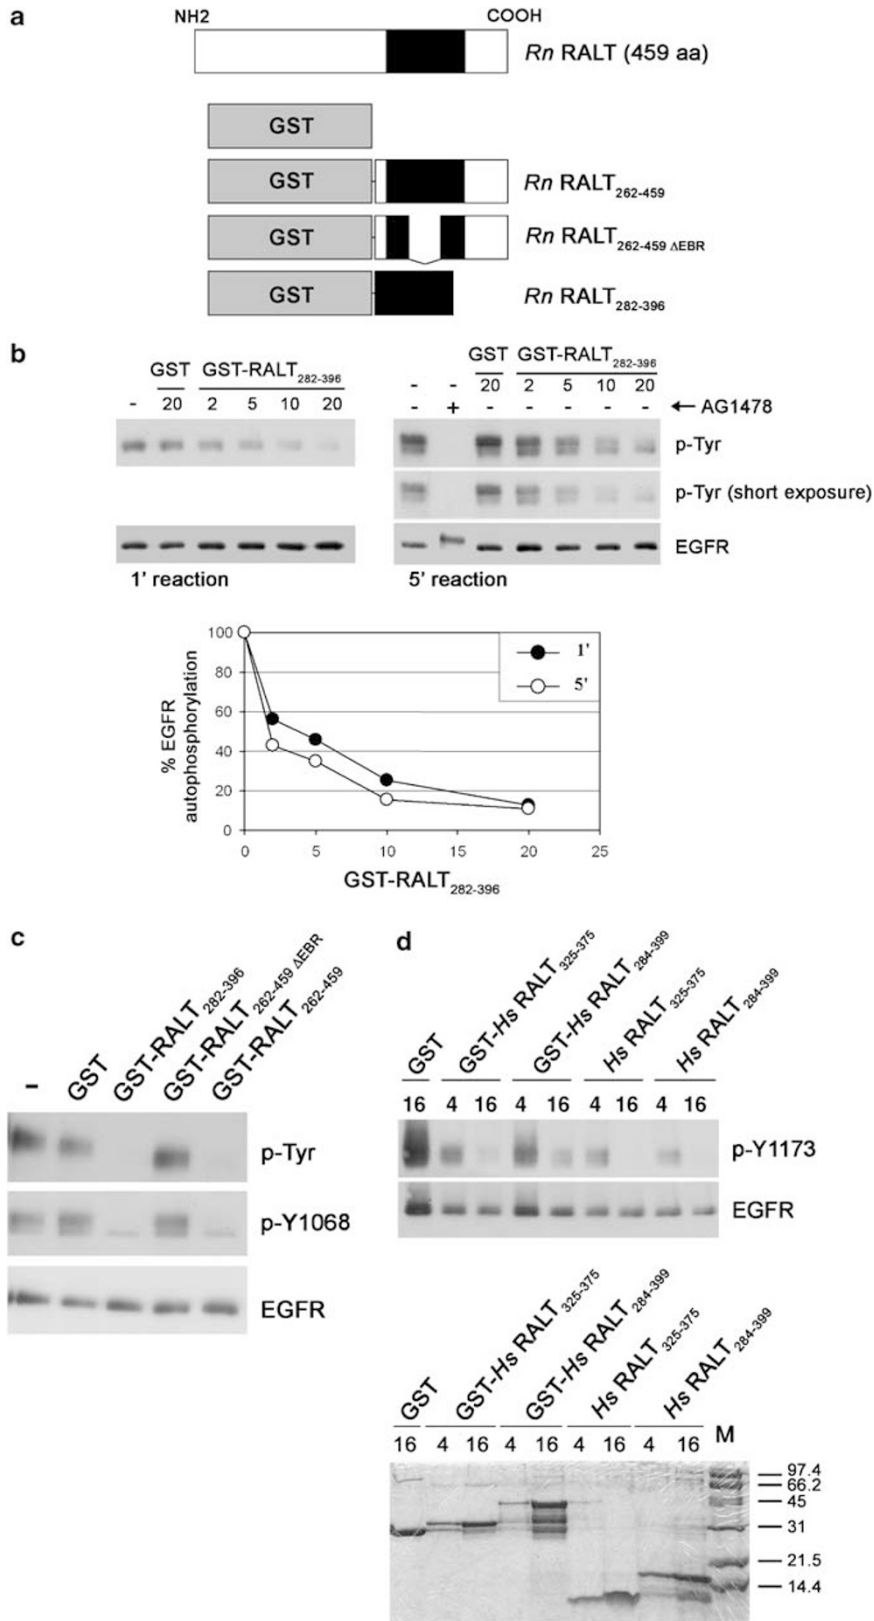 a
NH2 COOH
Rn RALT (459 aa)
GST
GST Rn RALT262-459
GST Rn RALT262-459 ΔEBR
GST Rn RALT282-396
b
GST GST-RALT282-396
- 20 2 5 10 20
GST GST-RALT282-396
- - 20 2 5 10 20
- + - - - - - ← AG1478
p-Tyr
p-Tyr (short exposure)
EGFR
1' reaction 5' reaction
% EGFR autophosphorylation
100
80
60
40
20
0
1'
5'
0 5 10 15 20 25
GST-RALT282-396
c
- GST GST-RALT282-396 GST-RALT262-459 ΔEBR GST-RALT262-459
p-Tyr
p-Y1068
EGFR
d
GST GST-Hs RALT325-375 GST-Hs RALT284-399 Hs RALT325-375 Hs RALT284-399
16 4 16 4 16 4 16 4 16
p-Y1173
EGFR
GST GST-Hs RALT325-375 GST-Hs RALT284-399 Hs RALT325-375 Hs RALT284-399
16 4 16 4 16 4 16 4 16 M
97.4
66.2
45
31
21.5
14.4